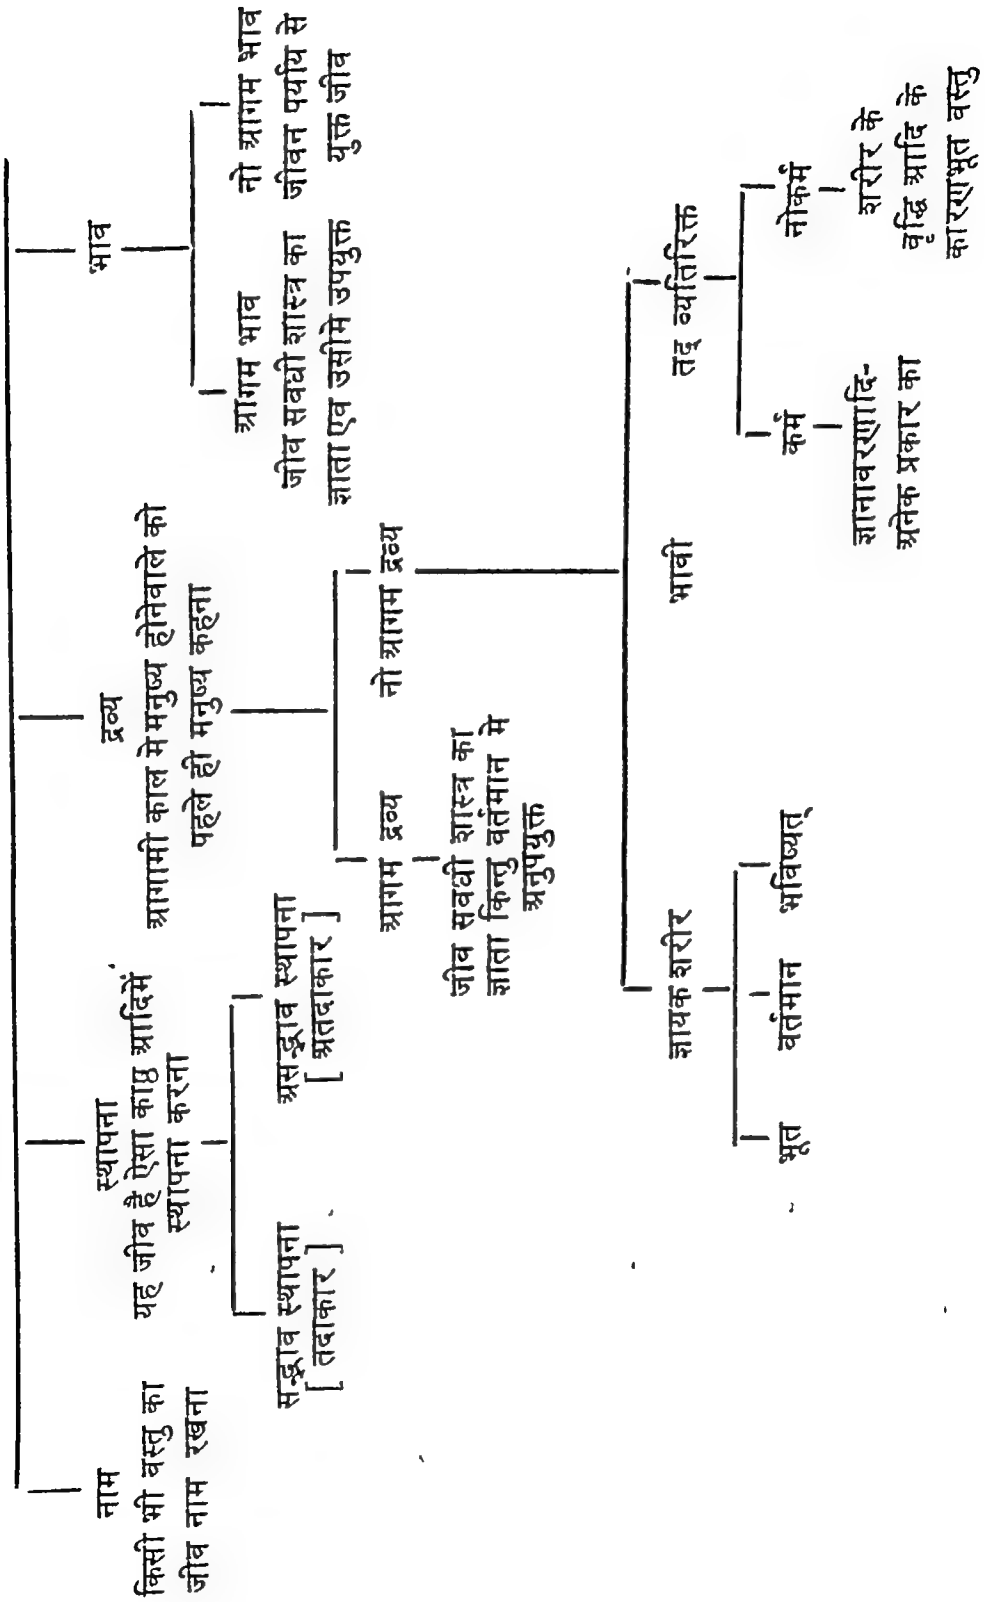 नाम
किसी भी वस्तु का
जीव नाम रखना
स्थापना
यह जीव है ऐसा काष्ठ आदिमें
स्थापना करना
सद्भाव स्थापना
[ तदाकार ]
असद्भाव स्थापना
[ अतदाकार ]
द्रव्य
आगामी काल मे मनुष्य होनेवाले को
पहले ही मनुष्य कहना
आगम द्रव्य
जीव सबधी शास्त्र का
ज्ञाता किन्तु वर्तमान मे
अनुपयुक्त
नो आगम द्रव्य
ज्ञायक शरीर
भूत
वर्तमान
भविष्यत्
भावी
तद् व्यतिरिक्त
कर्म
ज्ञानावरणादि-
अनेक प्रकार का
नोकर्म
शरीर के
वृद्धि आदि के
कारणभूत वस्तु
भाव
आगम भाव
जीव सबधी शास्त्र का
ज्ञाता एव उसीमे उपयुक्त
नो आगम भाव
जीवन पर्याय से
युक्त जीव